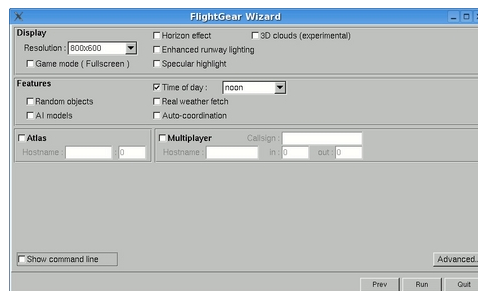 FlightGear Wizard
Display
Horizon effect
3D clouds (experimental)
Resolution : 800x600
Enhanced runway lighting
Game mode ( Fullscreen )
Specular highlight
Features
Time of day : noon
Random objects
Real weather fetch
AI models
Auto-coordination
Atlas
Hostname : : 0
Multiplayer
Callsign :
Hostname : in : 0 out : 0
Show command line
Advanced...
Prev
Run
Quit